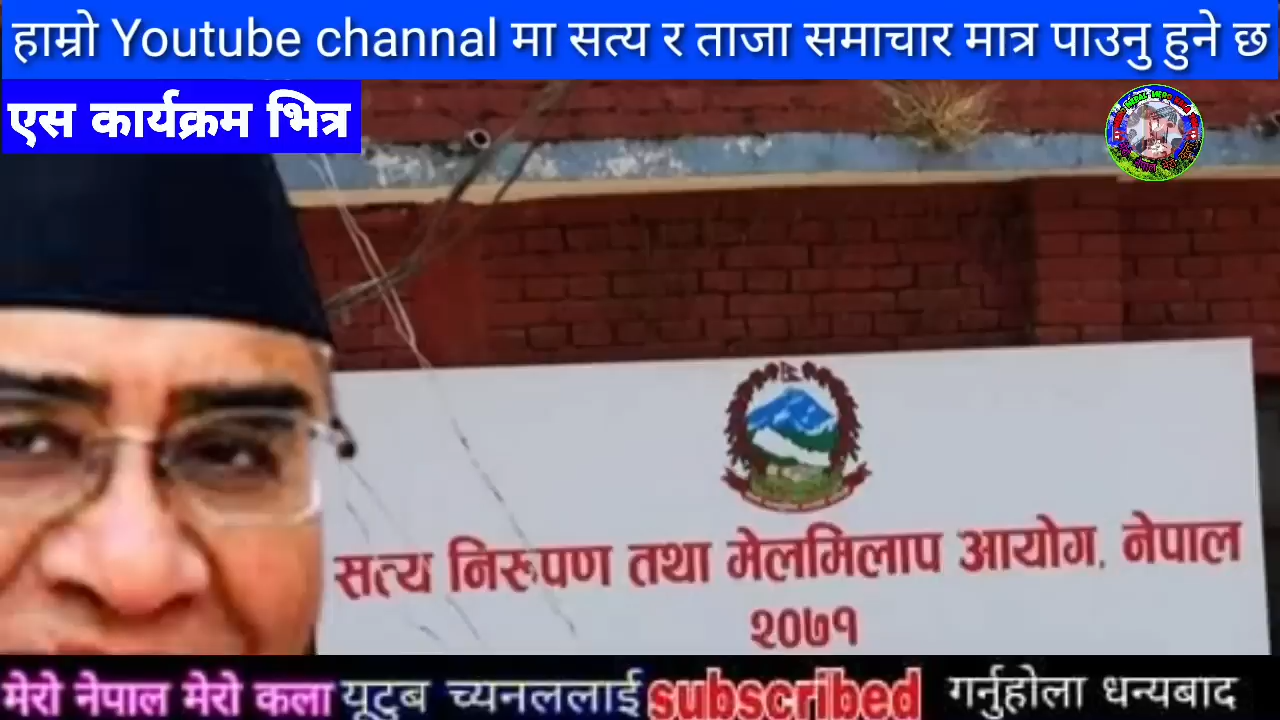 हाम्रो Youtube channal मा सत्य र ताजा समाचार मात्र पाउनु हुने छ
एस कार्यक्रम भित्र
सत्य निरुपण तथा मेलमिलाप आयोग, नेपाल
२०७१
मेरो नेपाल मेरो कला यूटुब च्यनललाई subscribed गर्नुहोला धन्यबाद